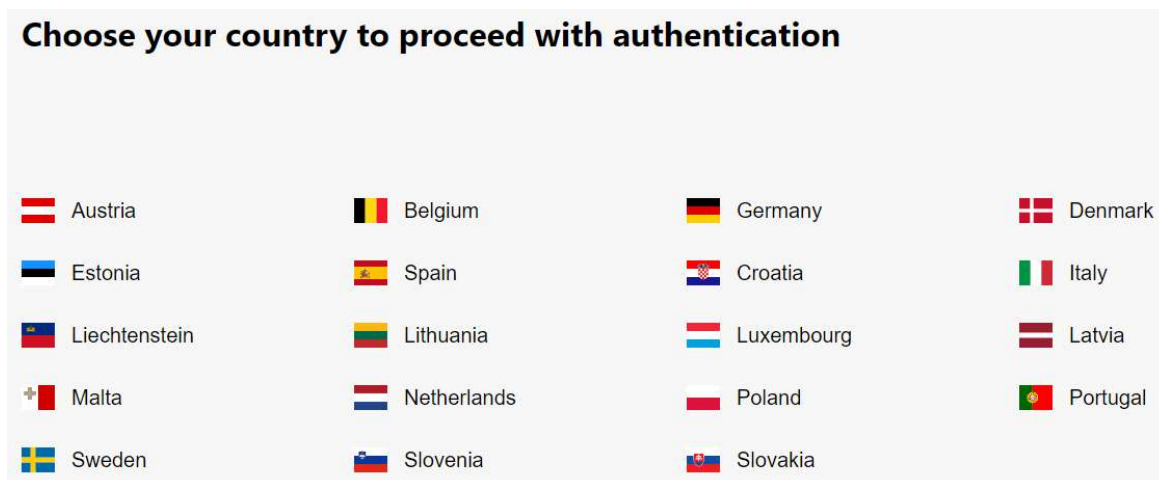 Choose your country to proceed with authentication
Austria Belgium Germany Denmark
Estonia Spain Croatia Italy
Liechtenstein Lithuania Luxembourg Latvia
Malta Netherlands Poland Portugal
Sweden Slovenia Slovakia